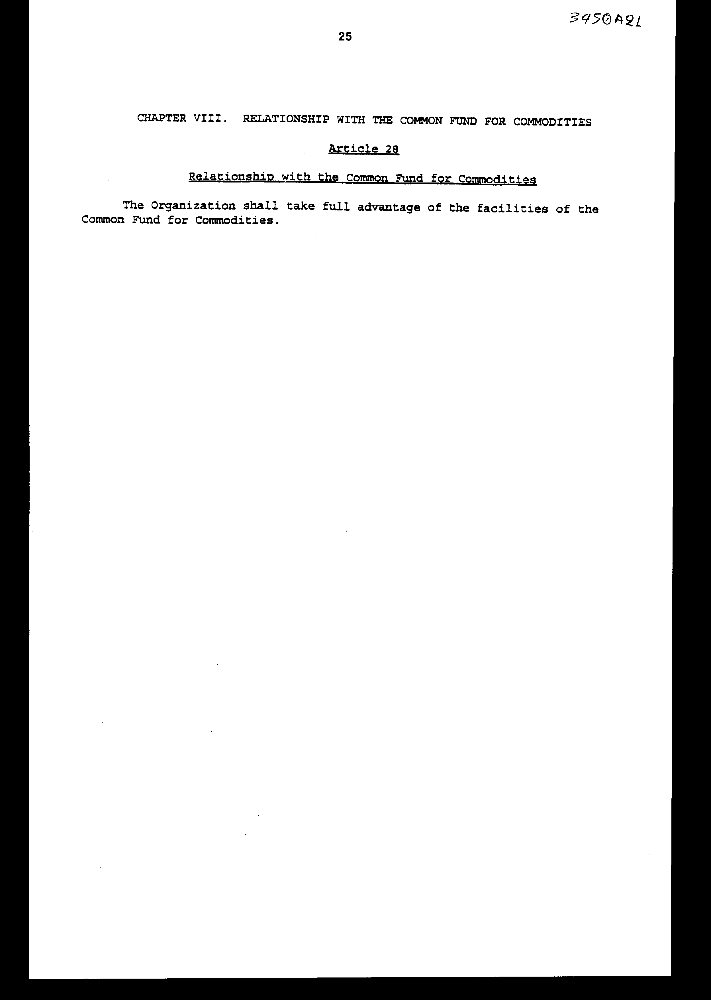 3950A2L
25
CHAPTER VIII. RELATIONSHIP WITH THE COMMON FUND FOR COMMODITIES
Article 28
Relationship with the Common Fund for Commodities
The Organization shall take full advantage of the facilities of the
Common Fund for Commodities.